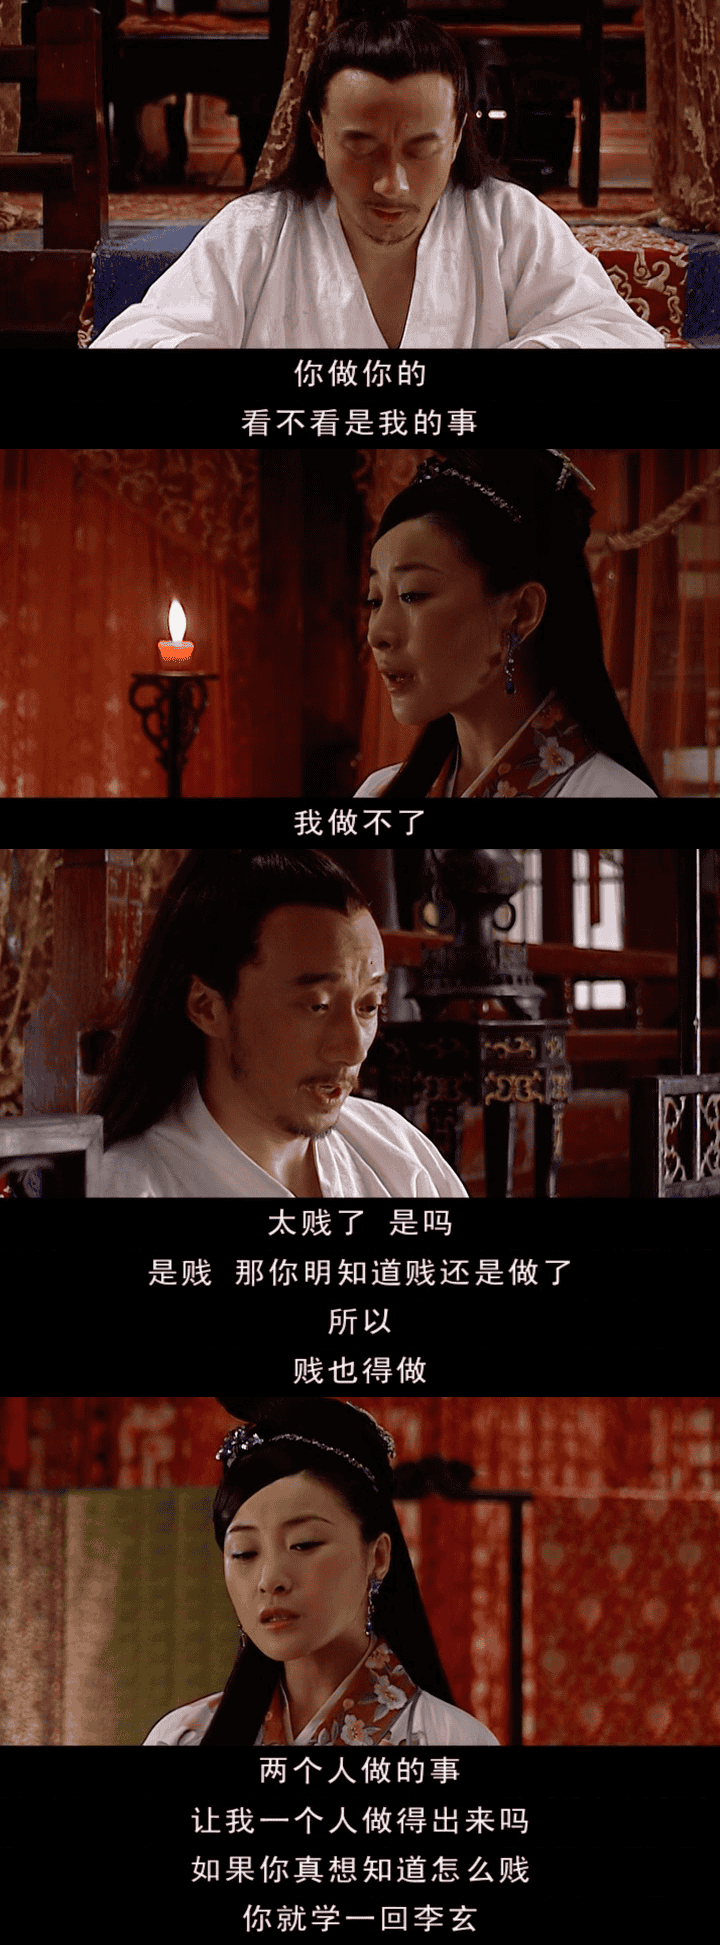 你做你的
看不看是我的事
我做不了
太贱了 是吗
是贱 那你明知道贱还是做了
所以
贱也得做
两个人做的事
让我一个人做得出来吗
如果你真想知道怎么贱
你就学一回李玄